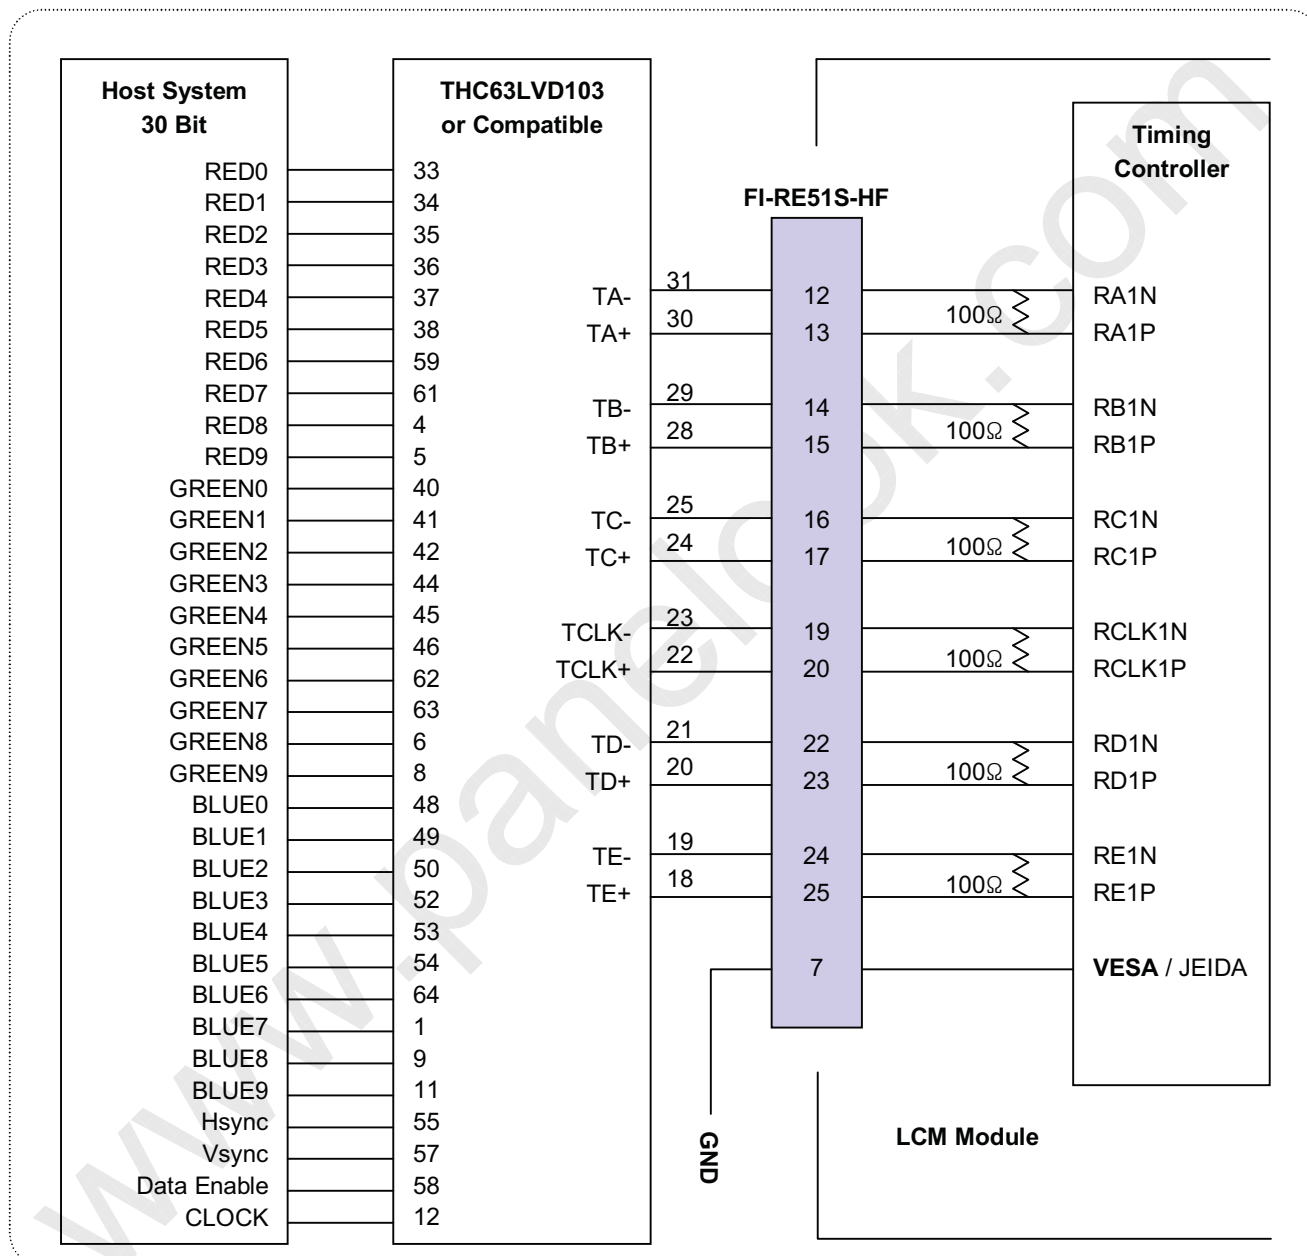 Host System
30 Bit
RED0
RED1
RED2
RED3
RED4
RED5
RED6
RED7
RED8
RED9
GREEN0
GREEN1
GREEN2
GREEN3
GREEN4
GREEN5
GREEN6
GREEN7
GREEN8
GREEN9
BLUE0
BLUE1
BLUE2
BLUE3
BLUE4
BLUE5
BLUE6
BLUE7
BLUE8
BLUE9
Hsync
Vsync
Data Enable
CLOCK
THC63LVD103
or Compatible
33
34
35
36
37
38
59
61
4
5
40
41
42
44
45
46
62
63
6
8
48
49
50
52
53
54
64
1
9
11
55
57
58
12
TA-
TA+
TB-
TB+
TC-
TC+
TCLK-
TCLK+
TD-
TD+
TE-
TE+
31
30
29
28
25
24
23
22
21
20
19
18
GND
FI-RE51S-HF
12
13
14
15
16
17
19
20
22
23
24
25
7
100Ω
100Ω
100Ω
100Ω
100Ω
100Ω
Timing
Controller
RA1N
RA1P
RB1N
RB1P
RC1N
RC1P
RCLK1N
RCLK1P
RD1N
RD1P
RE1N
RE1P
VESA / JEIDA
LCM Module
www.panelook.com